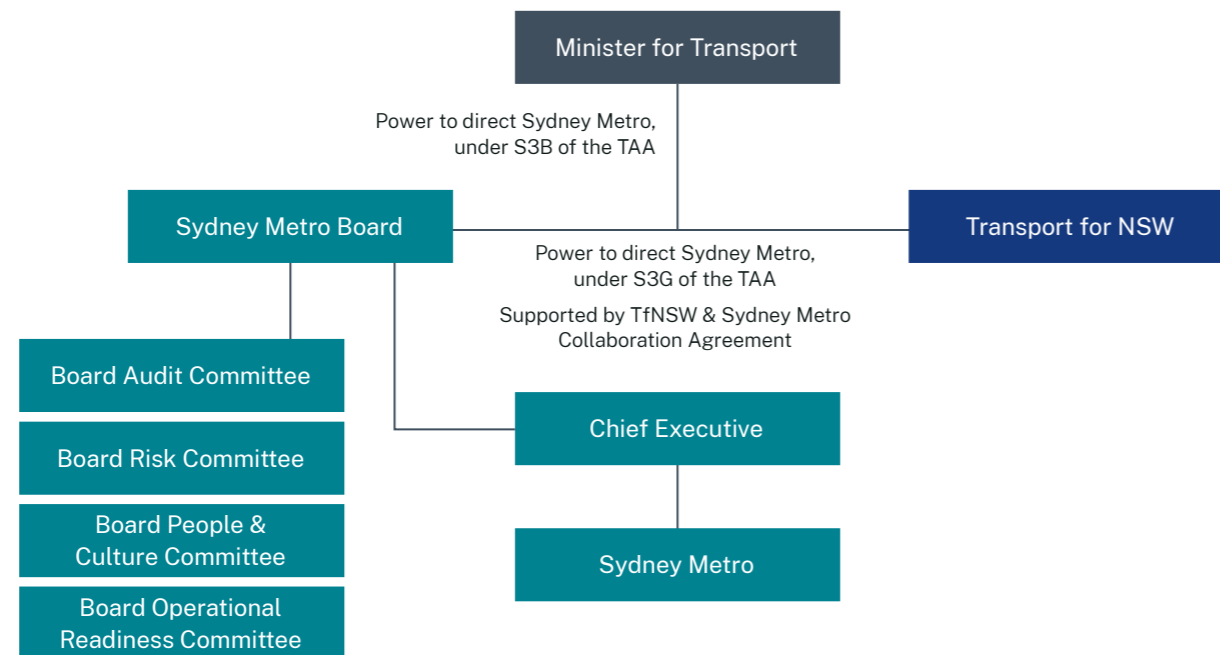 Minister for Transport
Power to direct Sydney Metro,
under S3B of the TAA
Sydney Metro Board
Transport for NSW
Power to direct Sydney Metro,
under S3G of the TAA
Supported by TfNSW & Sydney Metro
Collaboration Agreement
Board Audit Committee
Chief Executive
Board Risk Committee
Board People &
Culture Committee
Sydney Metro
Board Operational
Readiness Committee